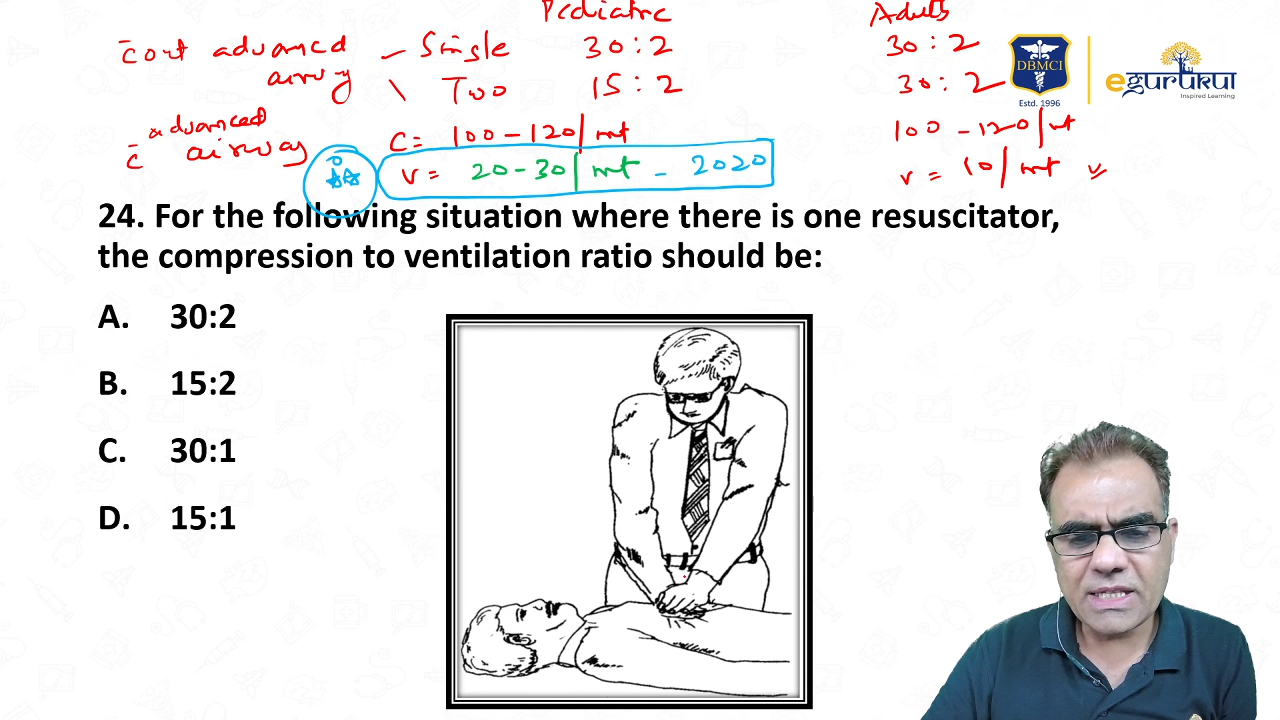 Pediatric Adults
c̄out advanced airway - Single 30:2 30:2
Two 15:2 30:2
c̄ advanced airway C = 100-120/mt 100-120/mt
v = 20-30/mt - 2020 v = 10/mt
DBMCI
Estd. 1996
egurukul
Inspired Learning
24. For the following situation where there is one resuscitator,
the compression to ventilation ratio should be:
A. 30:2
B. 15:2
C. 30:1
D. 15:1